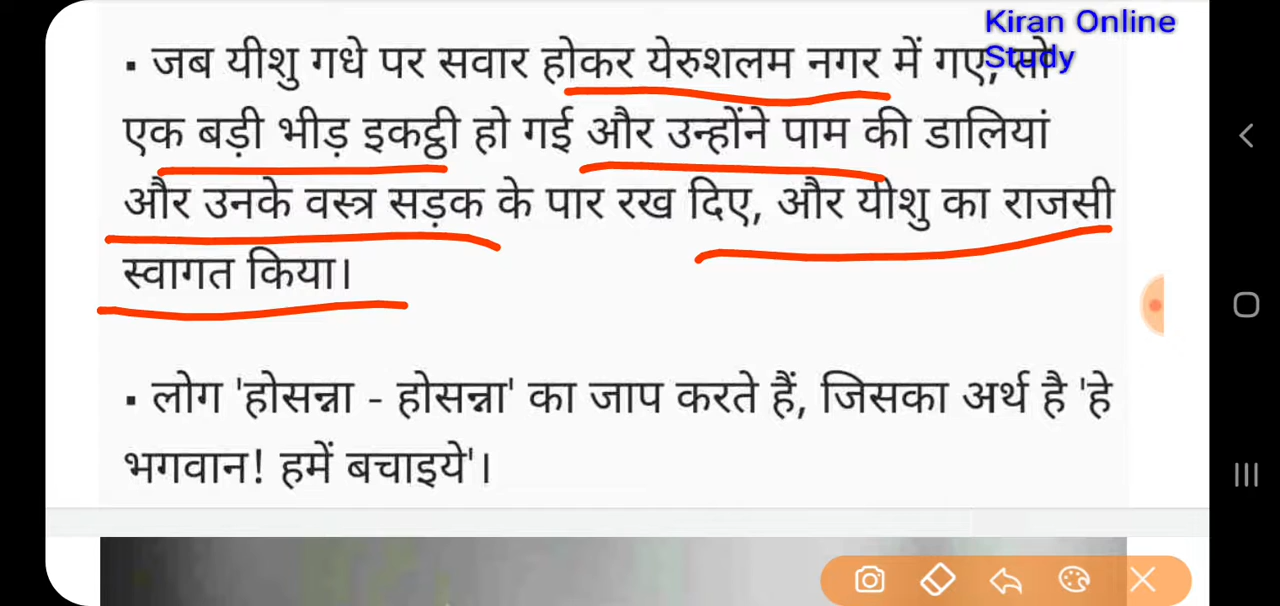 Kiran Online
Study
▪ जब यीशु गधे पर सवार होकर येरुशलम नगर में गए, सो
एक बड़ी भीड़ इकट्ठी हो गई और उन्होंने पाम की डालियां
और उनके वस्त्र सड़क के पार रख दिए, और यीशु का राजसी
स्वागत किया।
▪ लोग 'होसन्ना - होसन्ना' का जाप करते हैं, जिसका अर्थ है 'हे
भगवान! हमें बचाइये'।